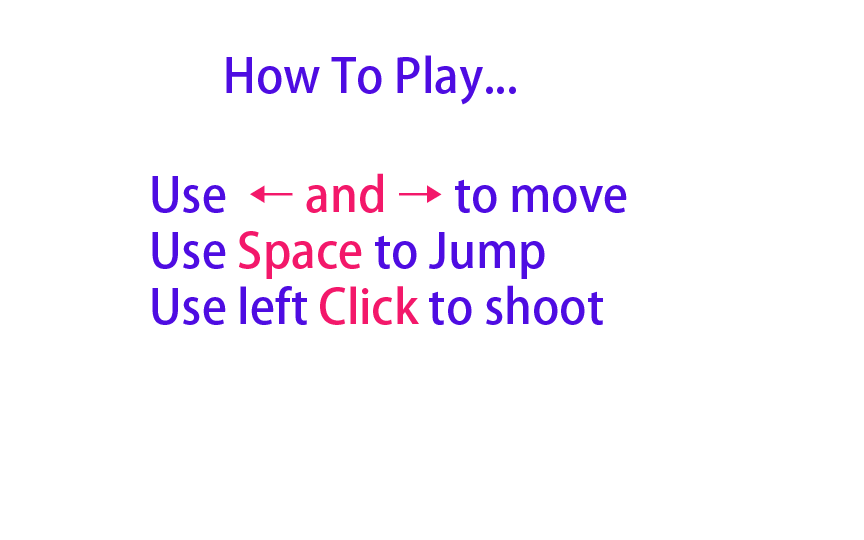 How To Play...
Use ← and → to move
Use Space to Jump
Use left Click to shoot